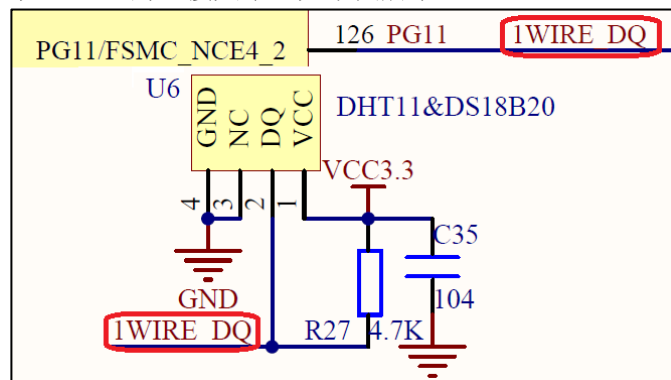 PG11/FSMC_NCE4_2
126 PG11 1WIRE_DQ
U6
GND NC DQ VCC
DHT11&DS18B20
4 3 2 1
VCC3.3
C35
104
GND
1WIRE_DQ
R27 4.7K